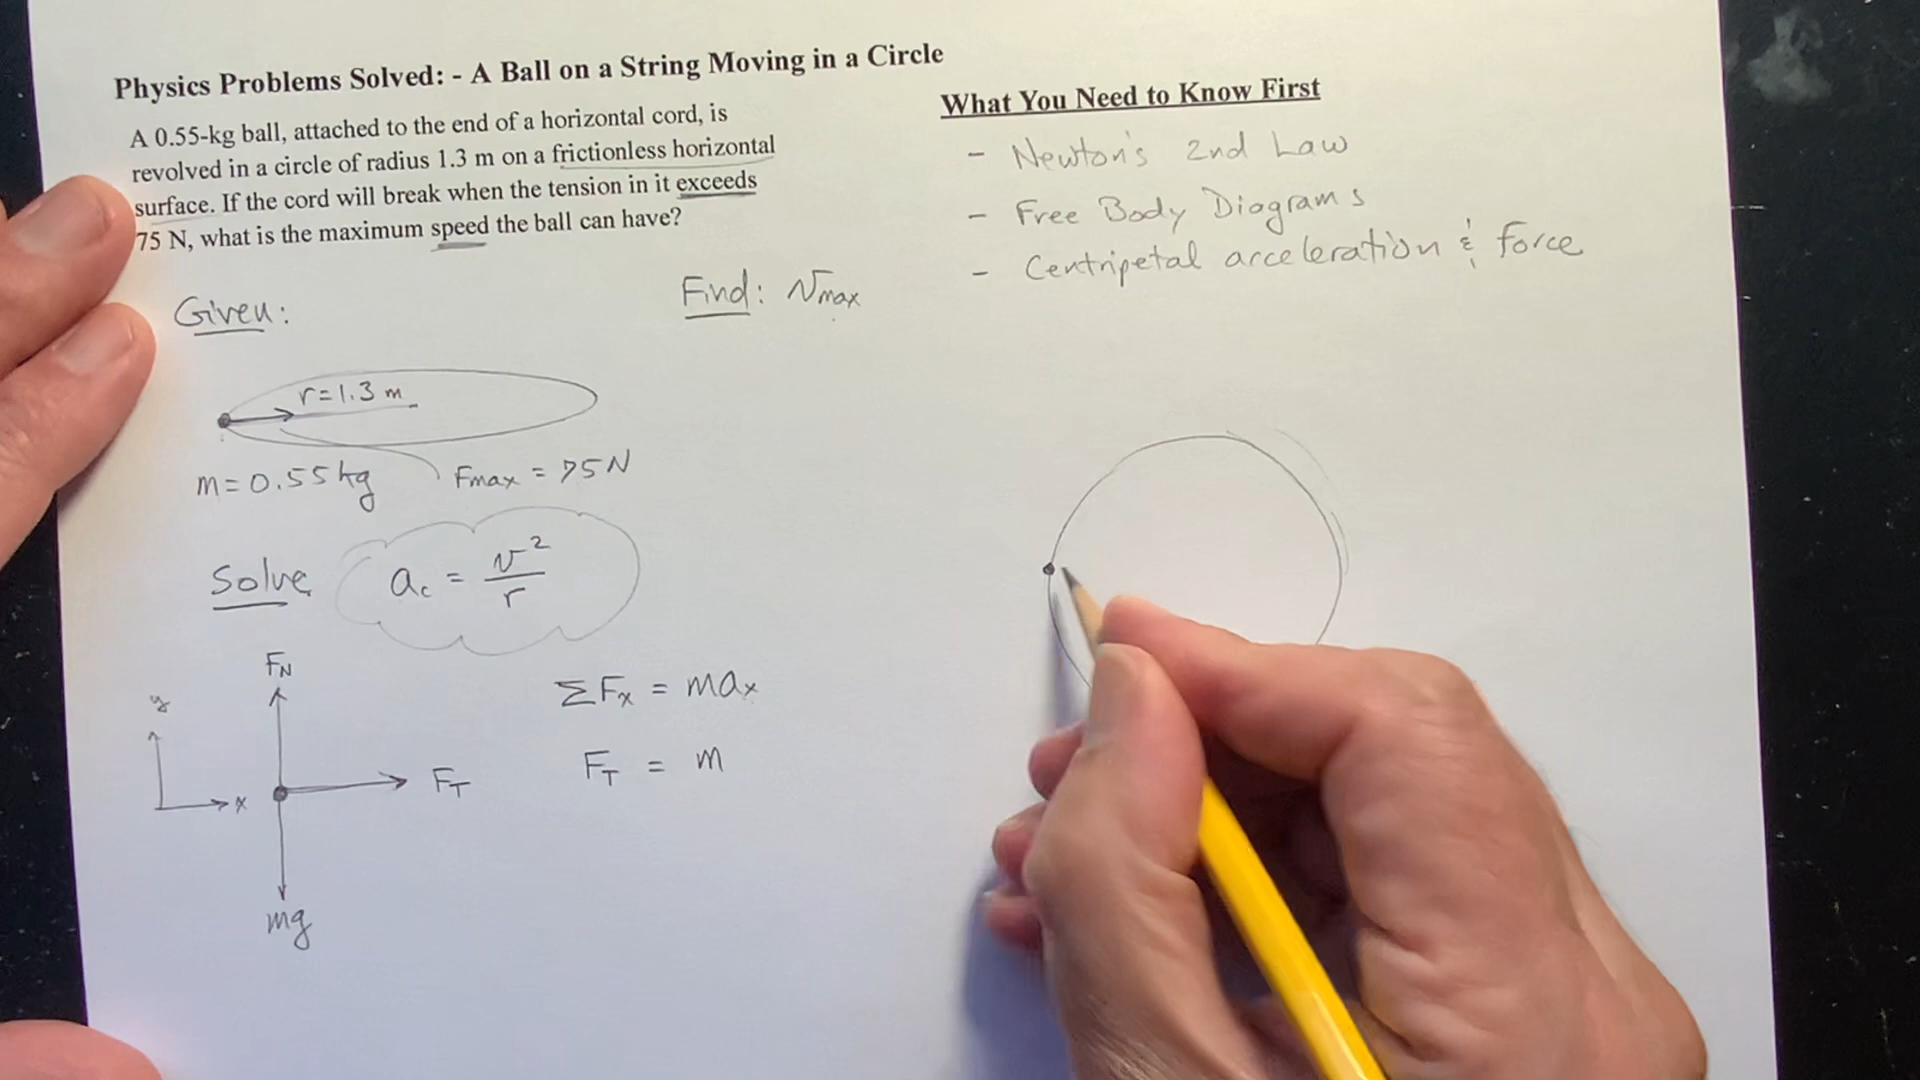 Physics Problems Solved: - A Ball on a String Moving in a Circle
A 0.55-kg ball, attached to the end of a horizontal cord, is
revolved in a circle of radius 1.3 m on a frictionless horizontal
surface. If the cord will break when the tension in it exceeds
75 N, what is the maximum speed the ball can have?
What You Need to Know First
- Newton's 2nd Law
- Free Body Diagrams
- Centripetal acceleration & force
Given:
Find: vmax
r=1.3 m
m=0.55kg
Fmax = 75N
Solve
ac = v²/r
FN
y
x
FT
mg
ΣFx = max
FT = m